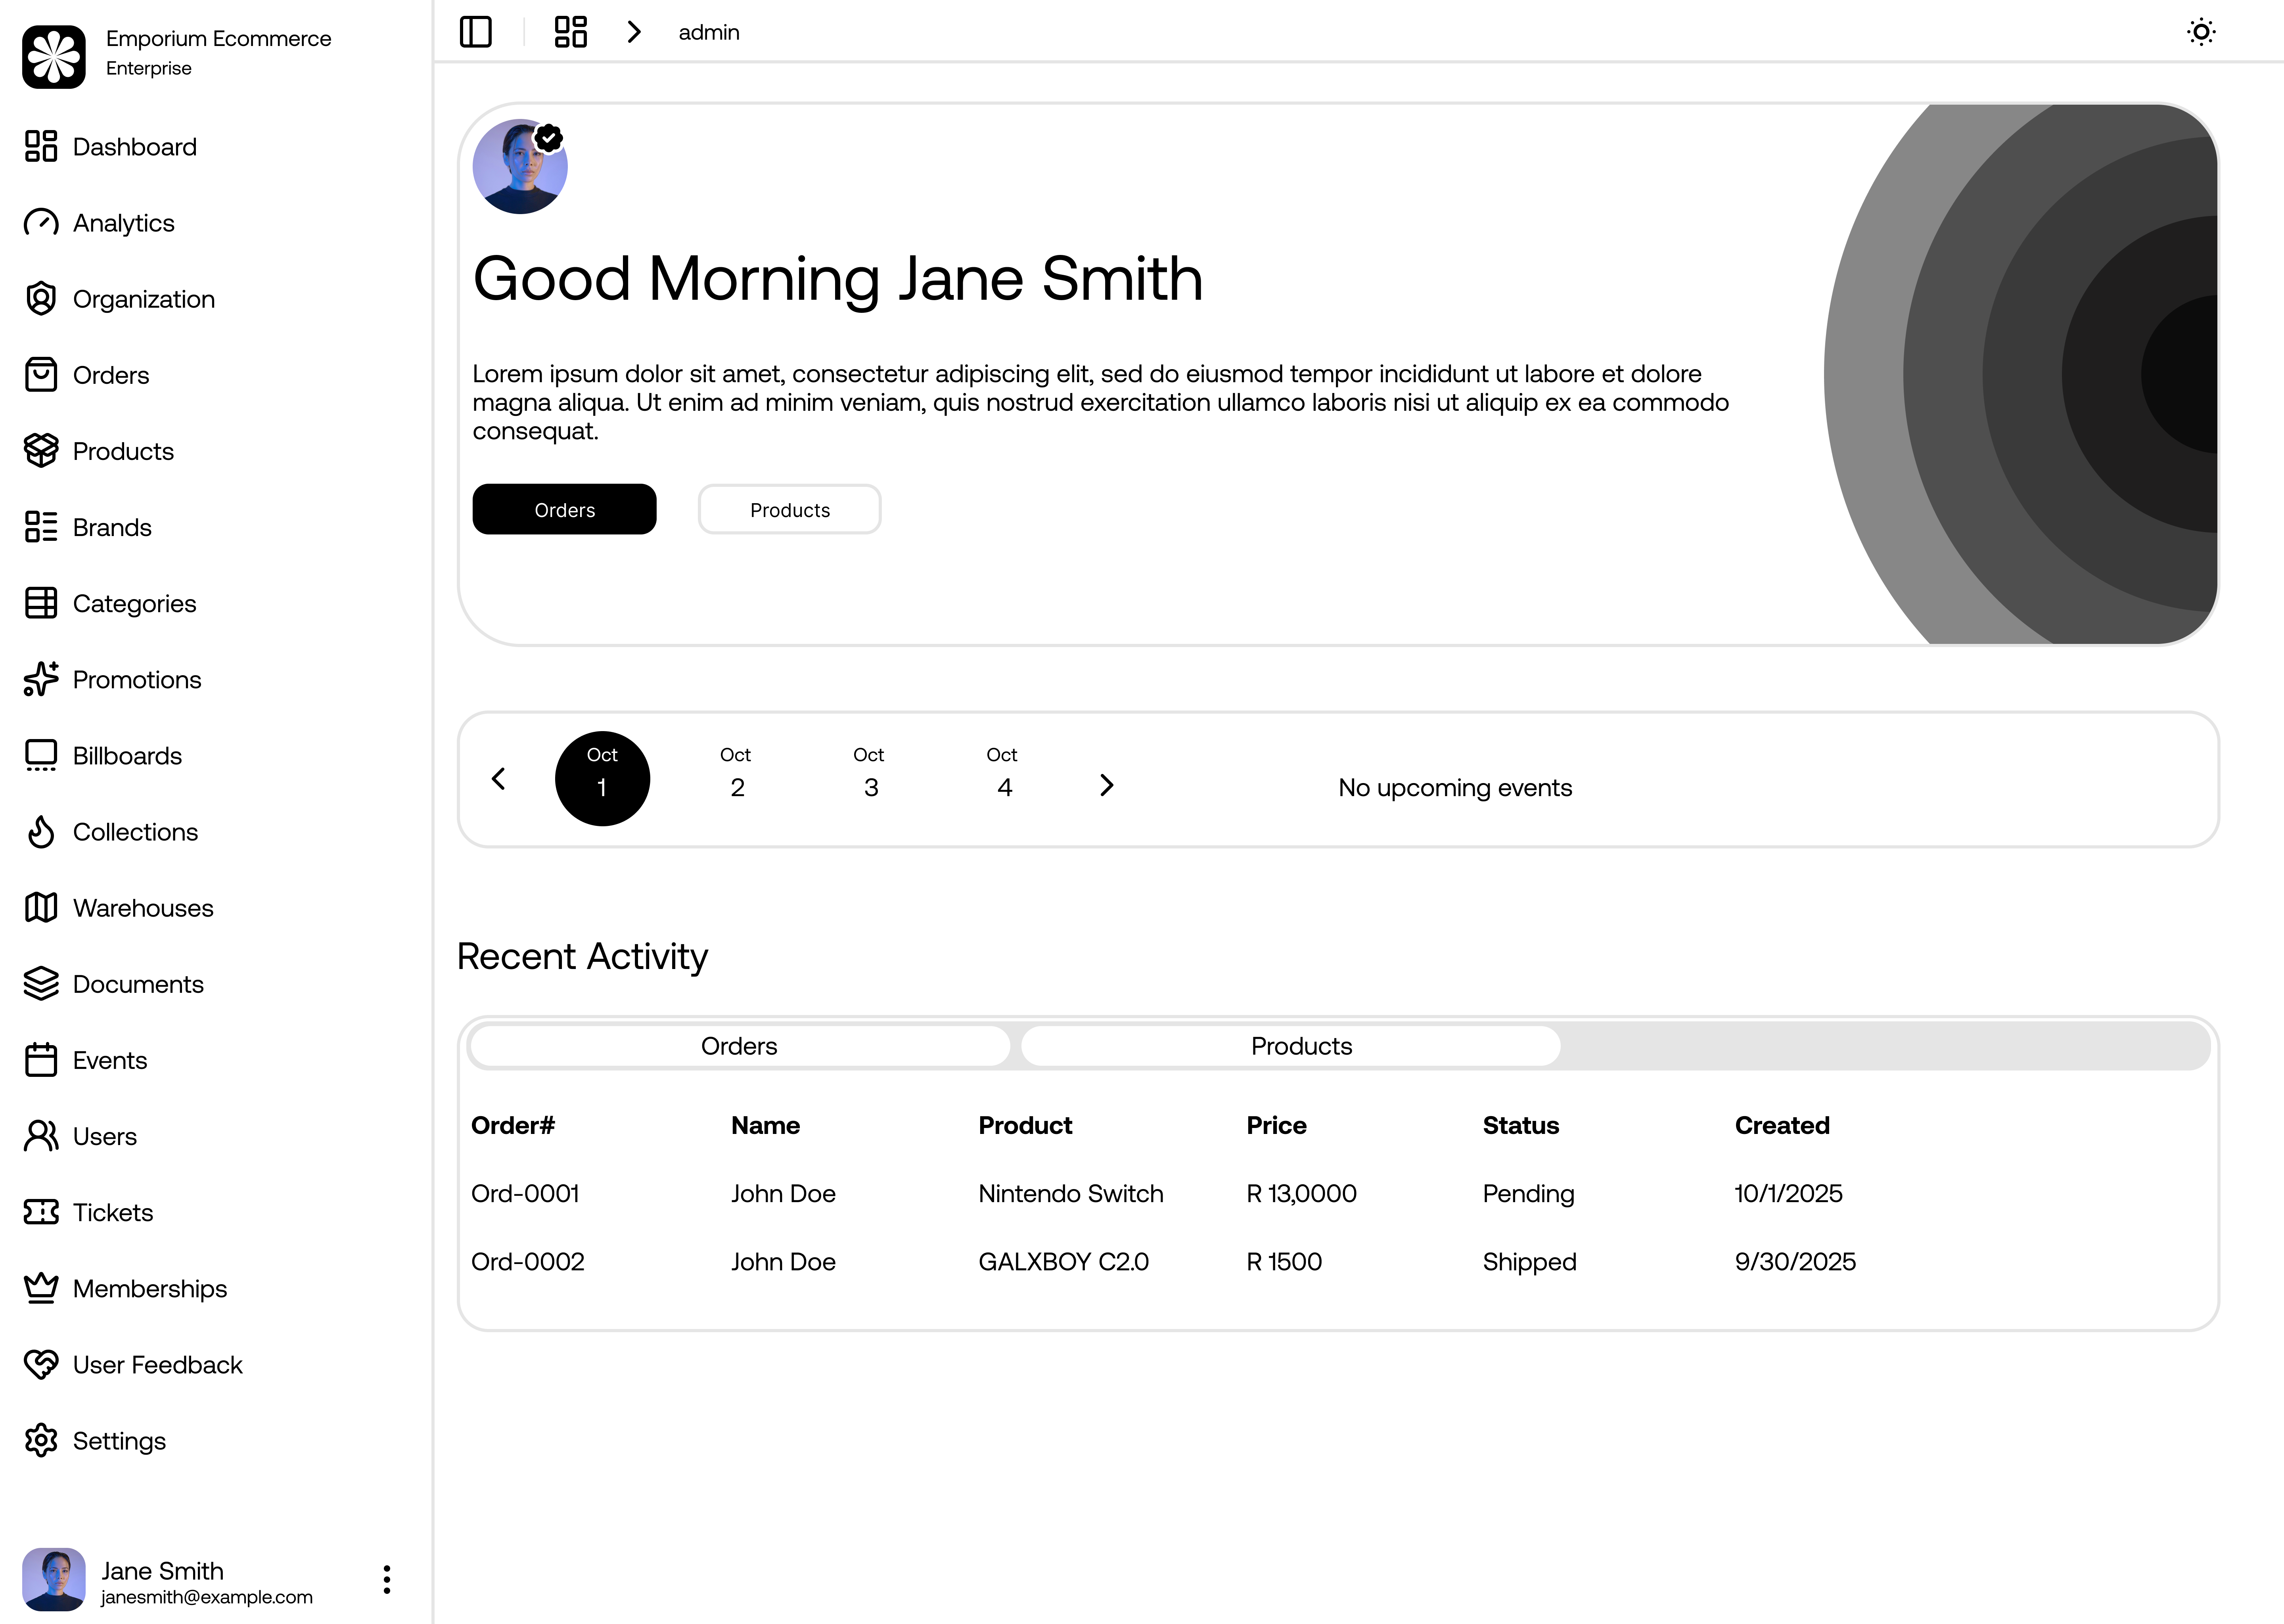 Emporium Ecommerce
Enterprise
Dashboard
Analytics
Organization
Orders
Products
Brands
Categories
Promotions
Billboards
Collections
Warehouses
Documents
Events
Users
Tickets
Memberships
User Feedback
Settings
Jane Smith
janesmith@example.com
admin
Good Morning Jane Smith
Lorem ipsum dolor sit amet, consectetur adipiscing elit, sed do eiusmod tempor incididunt ut labore et dolore
magna aliqua. Ut enim ad minim veniam, quis nostrud exercitation ullamco laboris nisi ut aliquip ex ea commodo
consequat.
Orders Products
Oct Oct Oct Oct
1 2 3 4
No upcoming events
Recent Activity
Orders Products
Order# Name Product Price Status Created
Ord-0001 John Doe Nintendo Switch R 13,0000 Pending 10/1/2025
Ord-0002 John Doe GALXBOY C2.0 R 1500 Shipped 9/30/2025